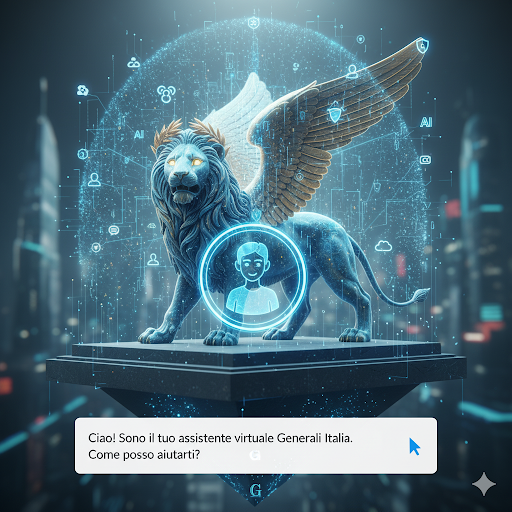 AI
AI
Ciao! Sono il tuo assistente virtuale Generali Italia.
Come posso aiutarti?
G
G